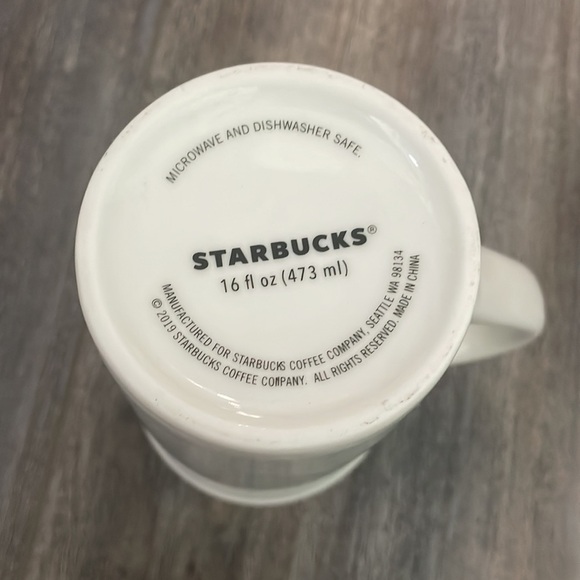 MICROWAVE AND DISHWASHER SAFE.
STARBUCKS®
16 fl oz (473 ml)
MANUFACTURED FOR STARBUCKS COFFEE COMPANY, SEATTLE WA 98134
© 2019 STARBUCKS COFFEE COMPANY. ALL RIGHTS RESERVED. MADE IN CHINA